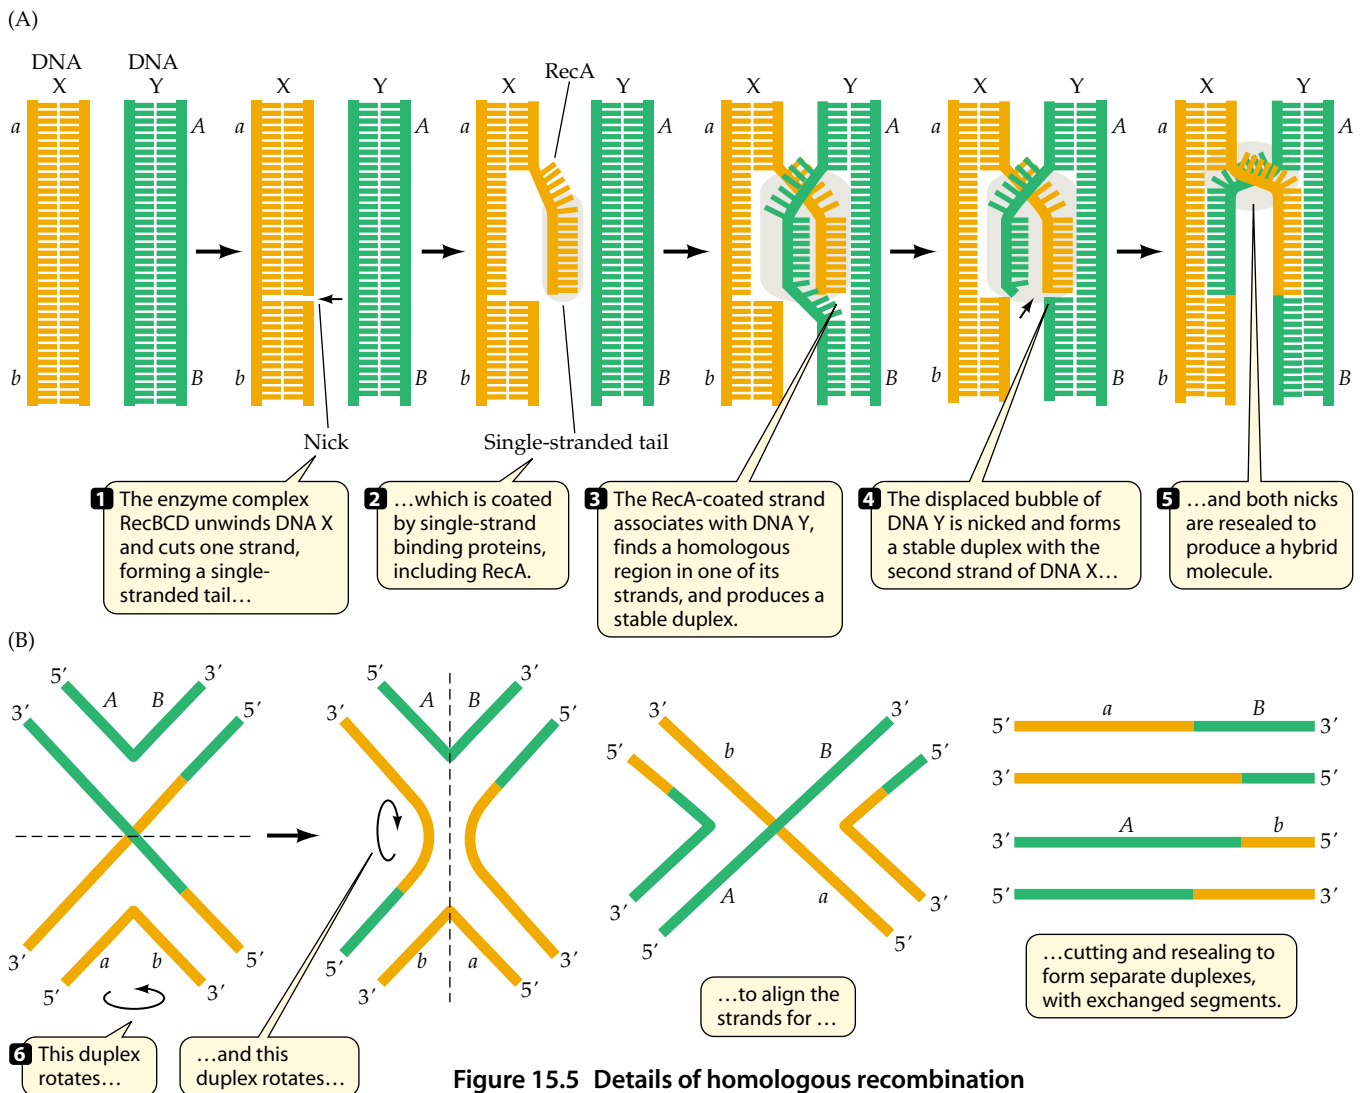 (A)
DNA
X
DNA
Y
X
Y
X
RecA
Y
X
Y
X
Y
X
Y
a
A
a
A
a
A
a
A
a
A
a
A
b
B
b
B
b
B
b
B
b
B
b
B
Nick
Single-stranded tail
1 The enzyme complex
RecBCD unwinds DNA X
and cuts one strand,
forming a single-
stranded tail…
2 …which is coated
by single-strand
binding proteins,
including RecA.
3 The RecA-coated strand
associates with DNA Y,
finds a homologous
region in one of its
strands, and produces a
stable duplex.
4 The displaced bubble of
DNA Y is nicked and forms
a stable duplex with the
second strand of DNA X…
5 …and both nicks
are resealed to
produce a hybrid
molecule.
(B)
5′
A
B
3′
3′
5′
3′
5′
a
b
5′
3′
6 This duplex
rotates…
5′
A
B
3′
3′
5′
5′
3′
b
a
3′
5′
…and this
duplex rotates…
3′
3′
5′
b
B
5′
3′
A
a
3′
5′
5′
…to align the
strands for …
a
B
5′
3′
3′
5′
A
b
3′
5′
5′
3′
…cutting and resealing to
form separate duplexes,
with exchanged segments.
Figure 15.5 Details of homologous recombination